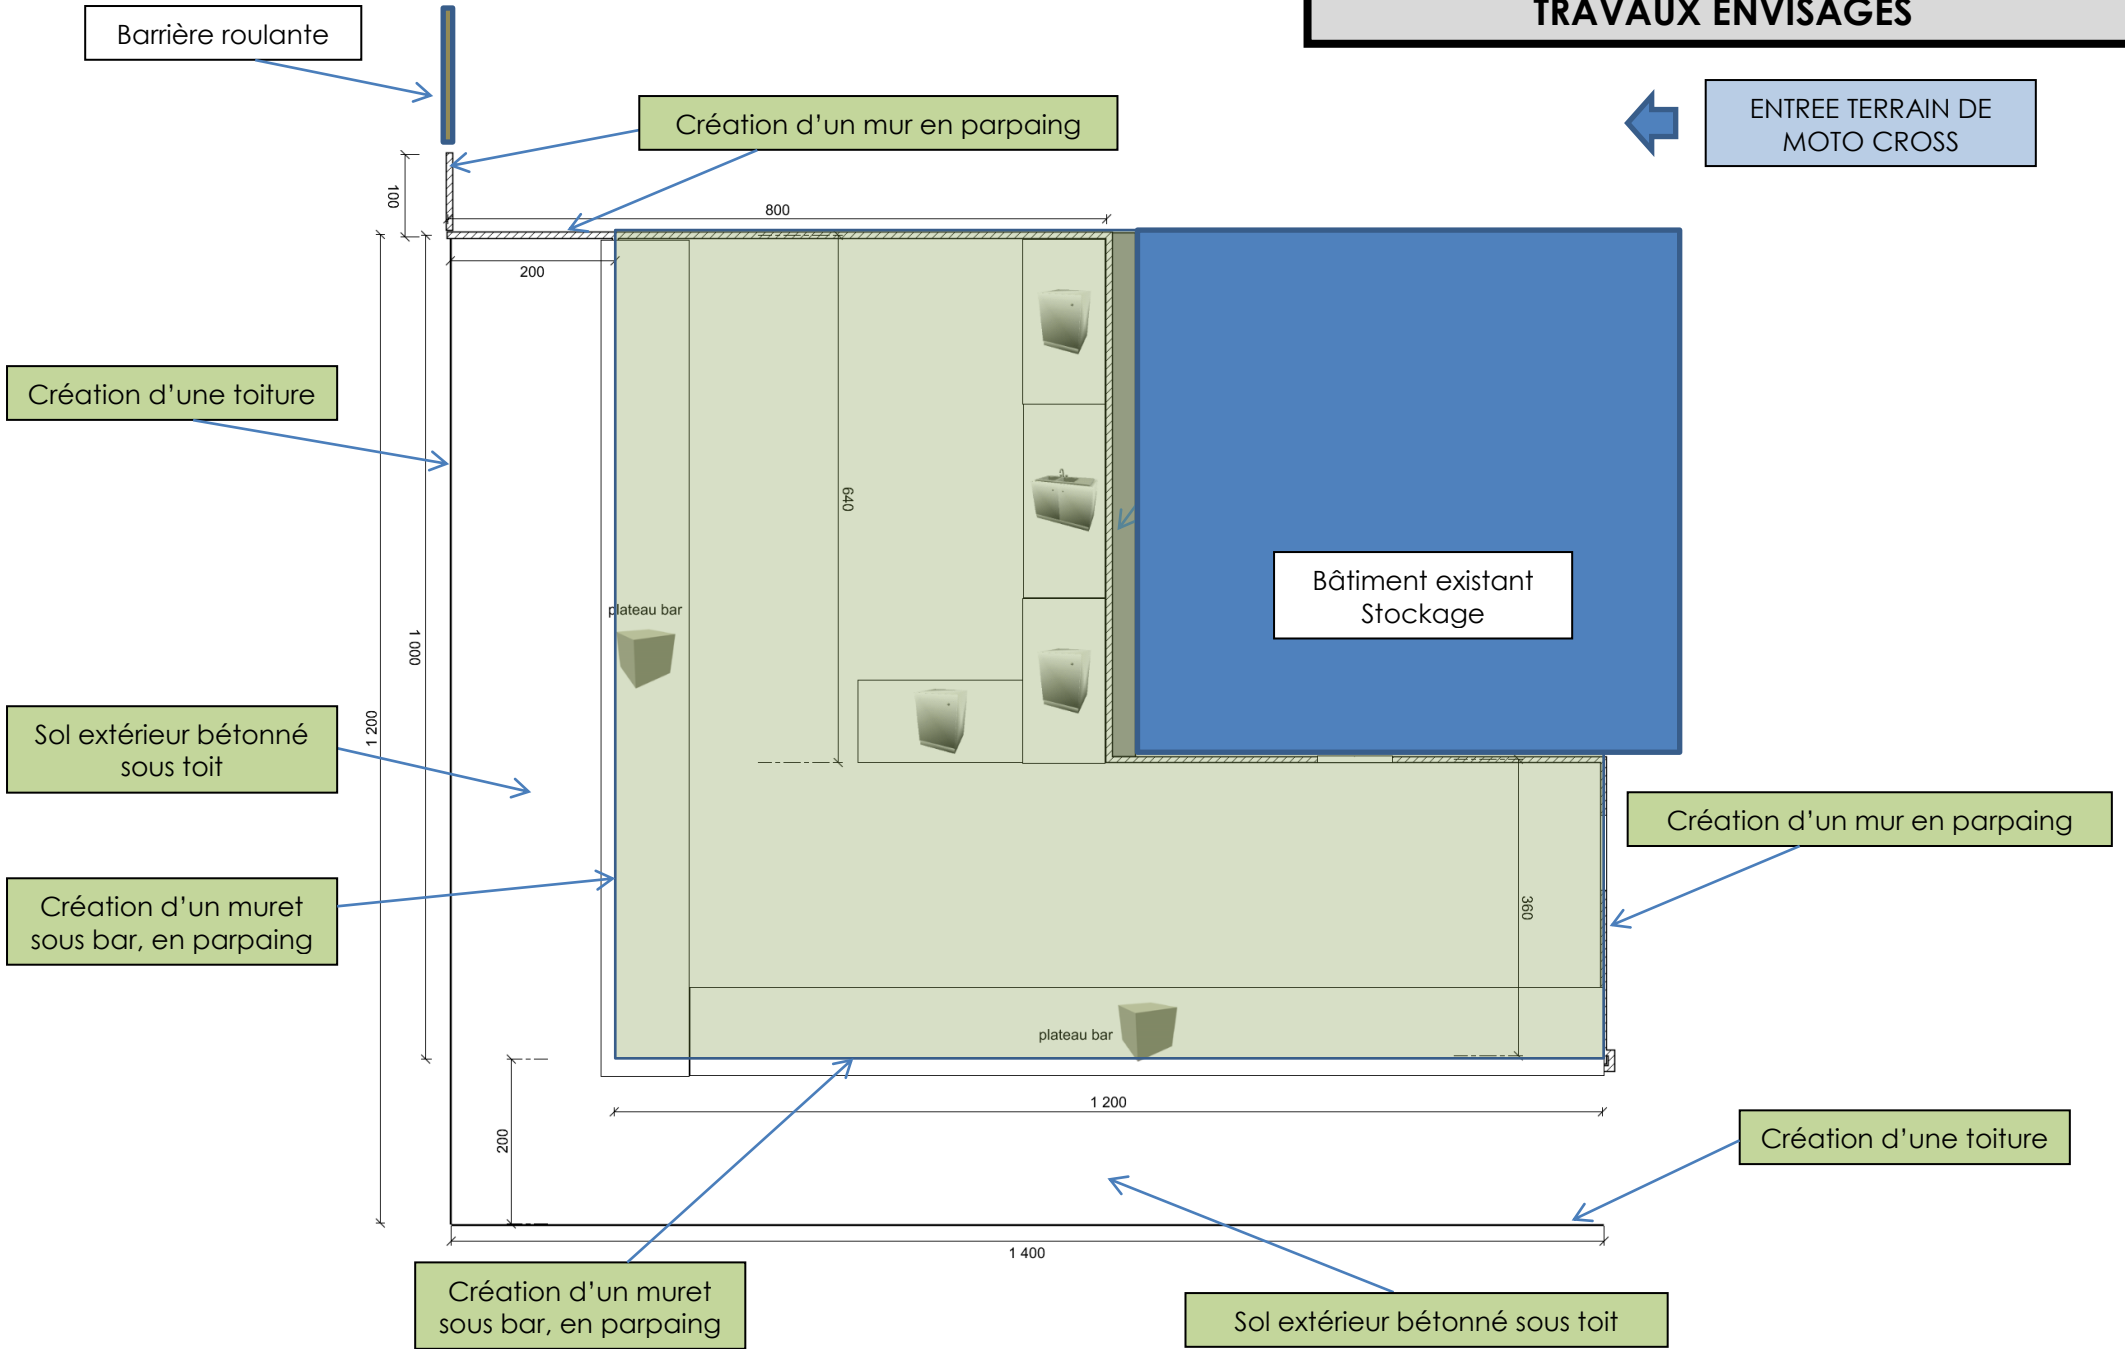 TRAVAUX ENVISAGES
Barrière roulante
ENTREE TERRAIN DE
MOTO CROSS
Création d'un mur en parpaing
100
800
200
Création d'une toiture
640
Bâtiment existant
Stockage
plateau bar
1 000
1 200
Sol extérieur bétonné
sous toit
Création d'un mur en parpaing
Création d'un muret
sous bar, en parpaing
360
plateau bar
1 200
200
Création d'une toiture
1 400
Création d'un muret
sous bar, en parpaing
Sol extérieur bétonné sous toit